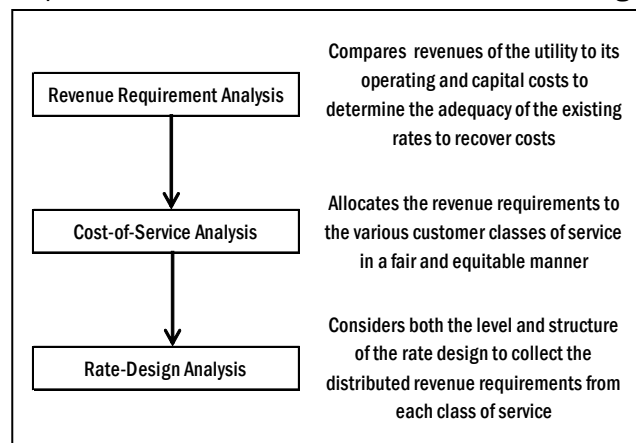 Compares revenues of the utility to its
operating and capital costs to
determine the adequacy of the existing
rates to recover costs
Revenue Requirement Analysis
Allocates the revenue requirements to
the various customer classes of service
in a fair and equitable manner
Cost-of-Service Analysis
Considers both the level and structure
of the rate design to collect the
distributed revenue requirements from
each class of service
Rate-Design Analysis